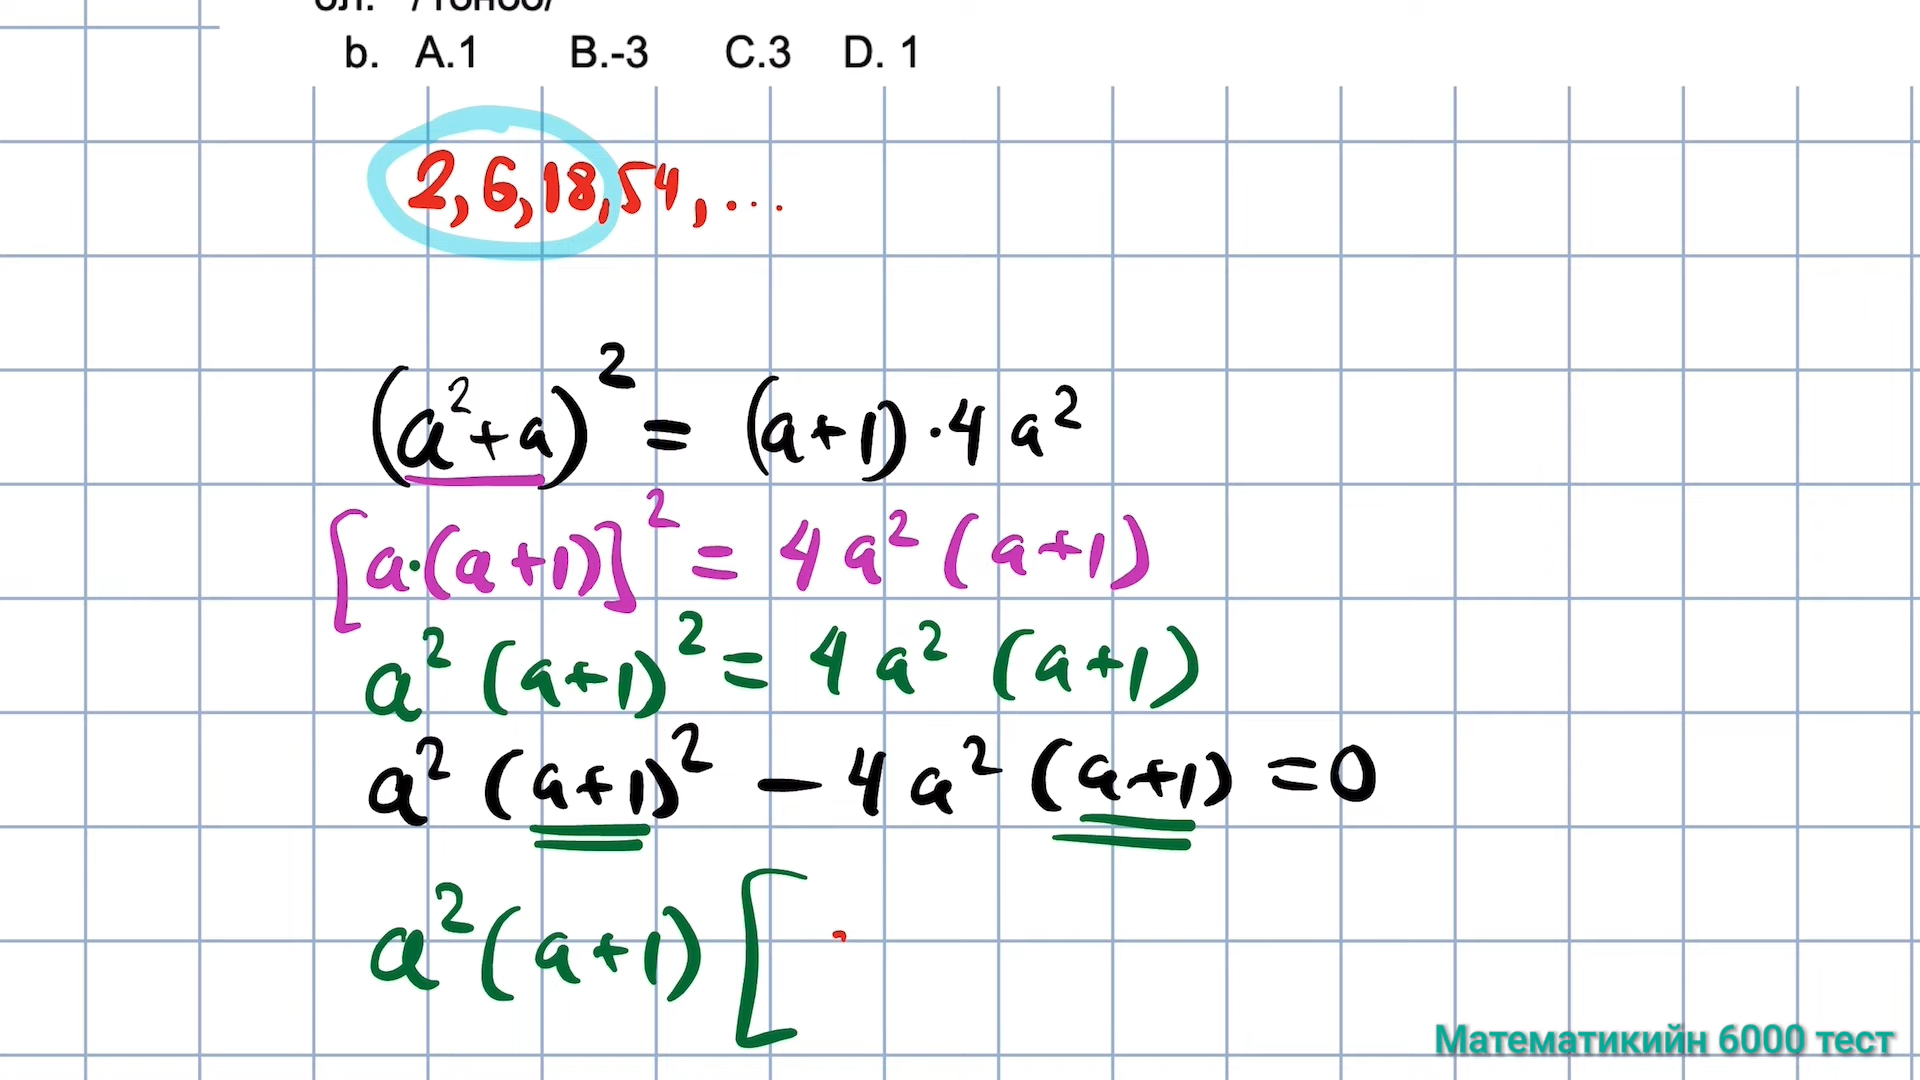 b. A.1 B.-3 C.3 D. 1
2, 6, 18, 54, ...
(a²+a)² = (a+1)·4a²
[a·(a+1)]² = 4a² (a+1)
a² (a+1)² = 4a² (a+1)
a² (a+1)² - 4a² (a+1) = 0
a² (a+1) [
Математикийн 6000 тест